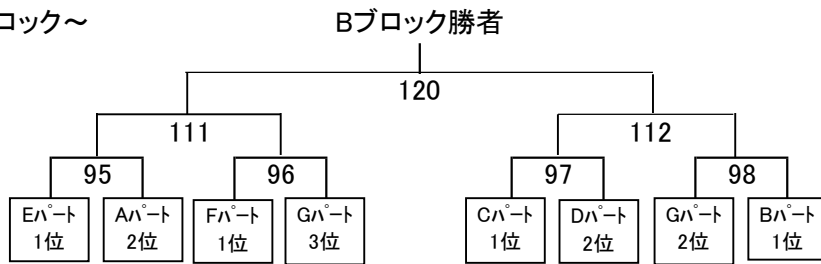 ロック～
Bブロック勝者
120
111
112
95
96
97
98
Eパート
1位
Aパート
2位
Fパート
1位
Gパート
3位
Cパート
1位
Dパート
2位
Gパート
2位
Bパート
1位